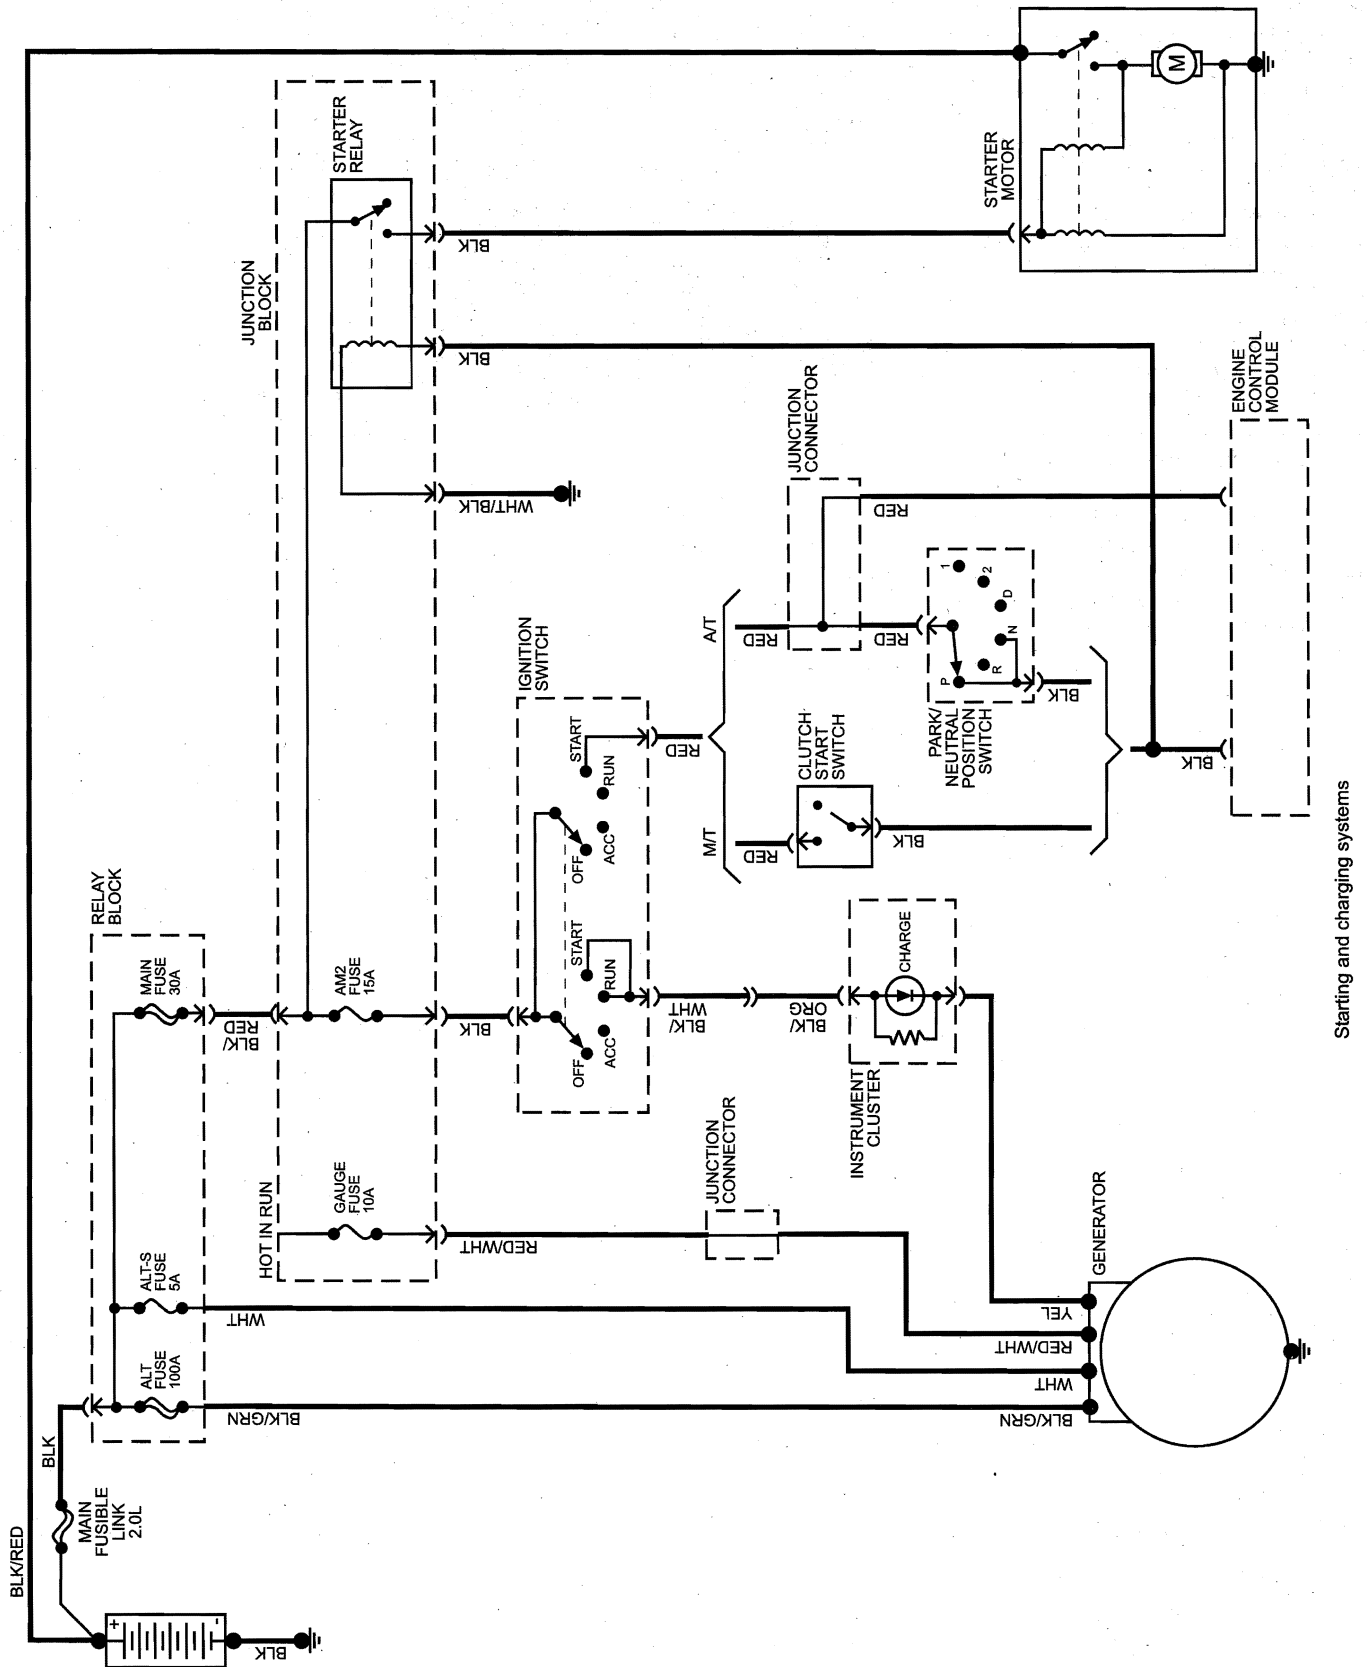 BLK/RED
MAIN
FUSIBLE
LINK
2.0L
BLK
+
-
BLK
RELAY
BLOCK
ALT
FUSE
100A
ALT-S
FUSE
5A
MAIN
FUSE
30A
BLK/GRN
WHT
BLK/
RED
HOT IN RUN
GAUGE
FUSE
10A
AM2
FUSE
15A
JUNCTION
BLOCK
STARTER
RELAY
RED/WHT
BLK
WHT/BLK
BLK
BLK
IGNITION
SWITCH
OFF
ACC
RUN
START
OFF
ACC
RUN
START
BLK/
WHT
RED
BLK/
ORG
M/T
A/T
RED
RED
JUNCTION
CONNECTOR
INSTRUMENT
CLUSTER
CHARGE
CLUTCH
START
SWITCH
BLK
JUNCTION
CONNECTOR
RED
RED
PARK/
NEUTRAL
POSITION
SWITCH
P
R
N
D
2
1
BLK
STARTER
MOTOR
M
BLK/GRN
WHT
RED/WHT
YEL
GENERATOR
BLK
ENGINE
CONTROL
MODULE
Starting and charging systems